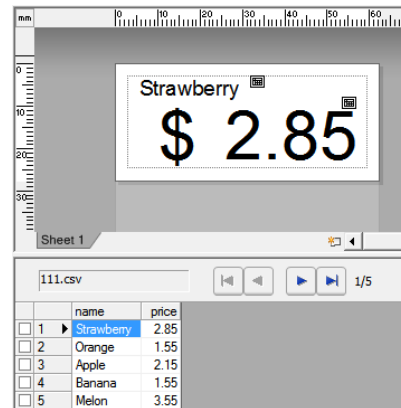 mm
0 10 20 30 40 50 60
0
10
20
30
Strawberry
$ 2.85
Sheet 1
111.csv
1/5
name price
1 Strawberry 2.85
2 Orange 1.55
3 Apple 2.15
4 Banana 1.55
5 Melon 3.55